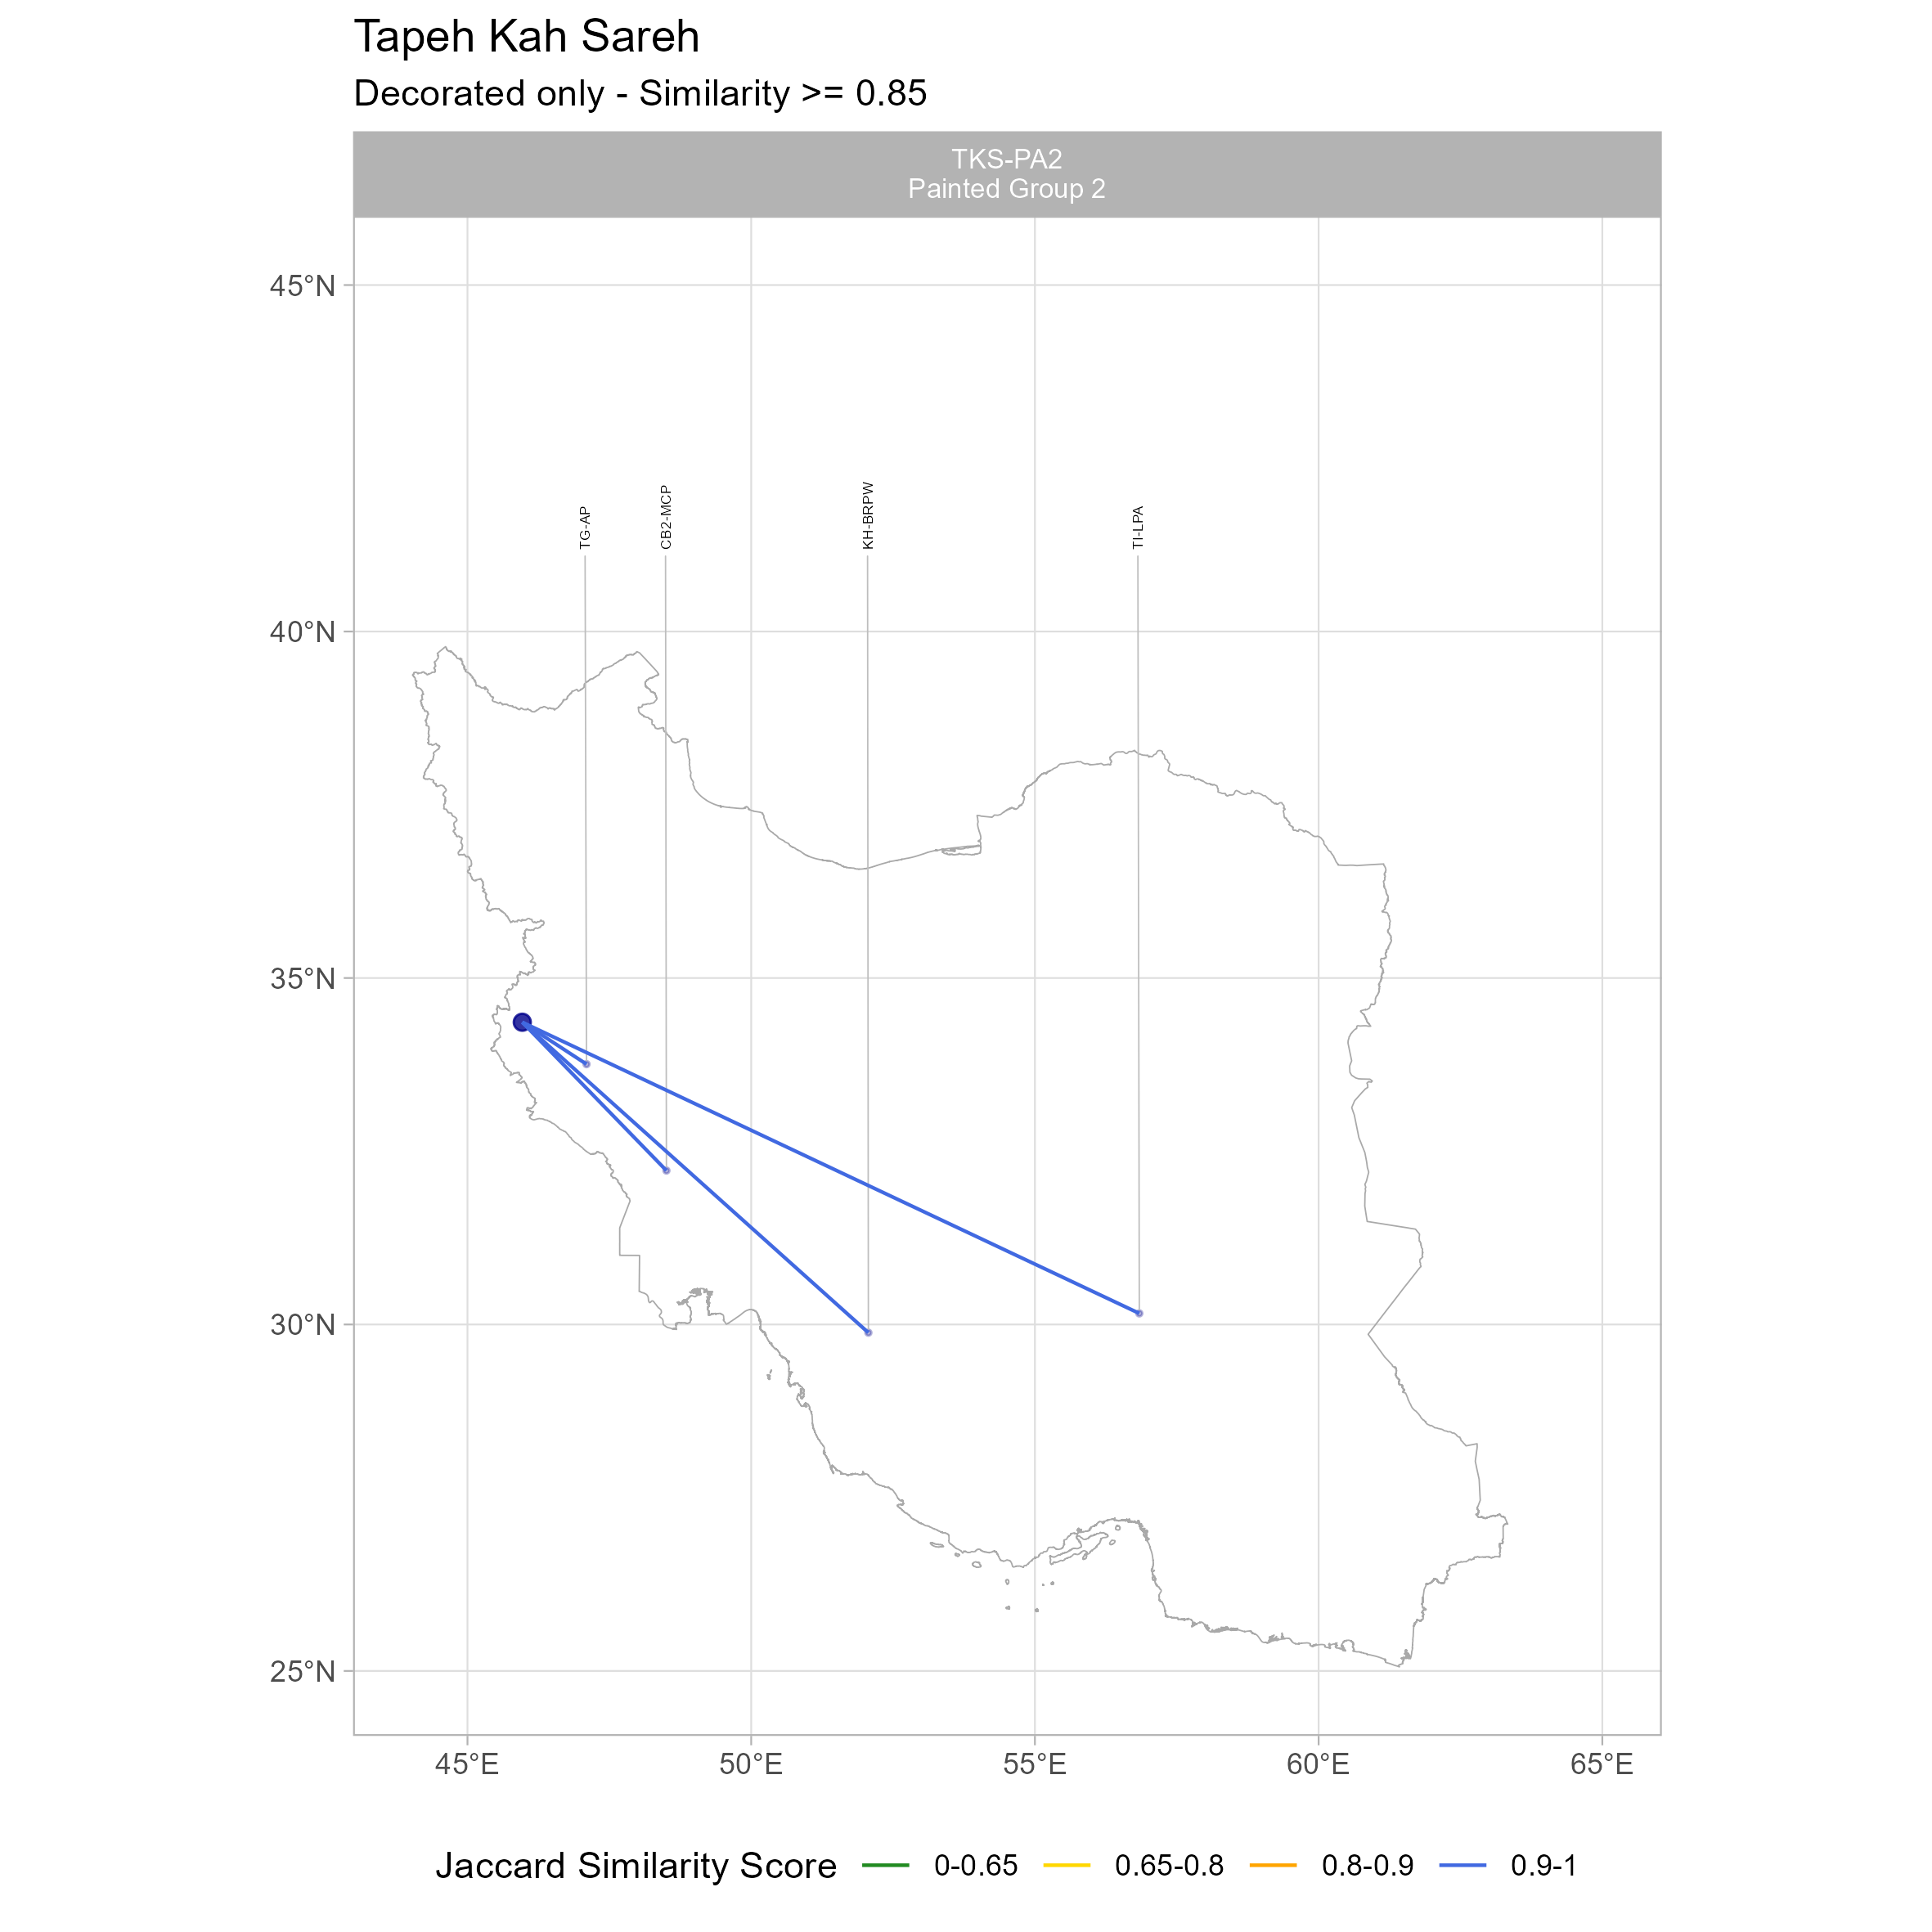 Tapeh Kah Sareh
Decorated only - Similarity >= 0.85
TKS-PA2
Painted Group 2
45°N
TG-AP
CB2-MCP
KH-BRPW
TI-LPA
40°N
35°N
30°N
25°N
45°E
50°E
55°E
60°E
65°E
Jaccard Similarity Score 0-0.65 0.65-0.8 0.8-0.9 0.9-1